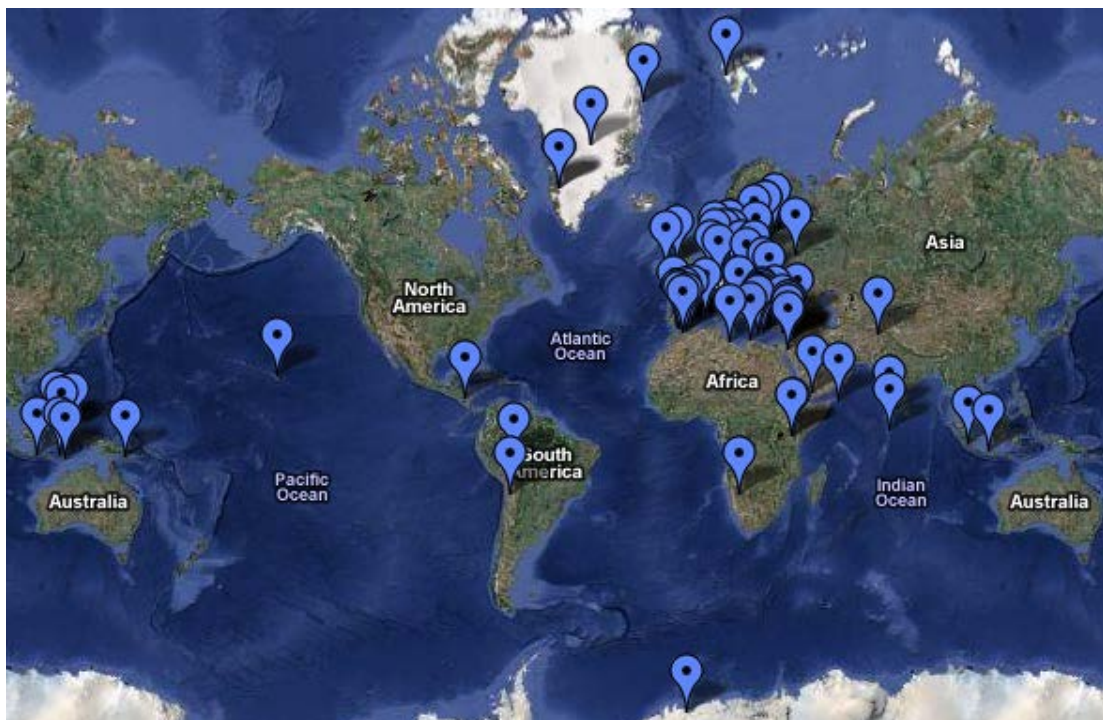 Asia
North
America
Atlantic
Ocean
Africa
South
America
Pacific
Ocean
Indian
Ocean
Australia
Australia